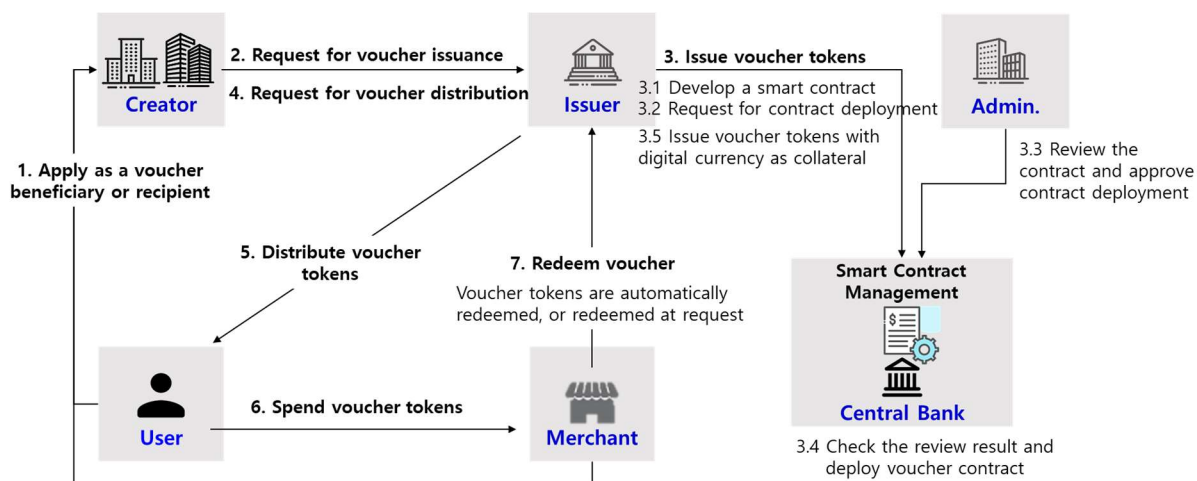 2. Request for voucher issuance
4. Request for voucher distribution
Creator
Issuer
3. Issue voucher tokens
3.1 Develop a smart contract
3.2 Request for contract deployment
3.5 Issue voucher tokens with
digital currency as collateral
Admin.
3.3 Review the
contract and approve
contract deployment
1. Apply as a voucher
beneficiary or recipient
5. Distribute voucher
tokens
7. Redeem voucher
Voucher tokens are automatically
redeemed, or redeemed at request
Smart Contract
Management
$
Central Bank
3.4 Check the review result and
deploy voucher contract
User
6. Spend voucher tokens
Merchant